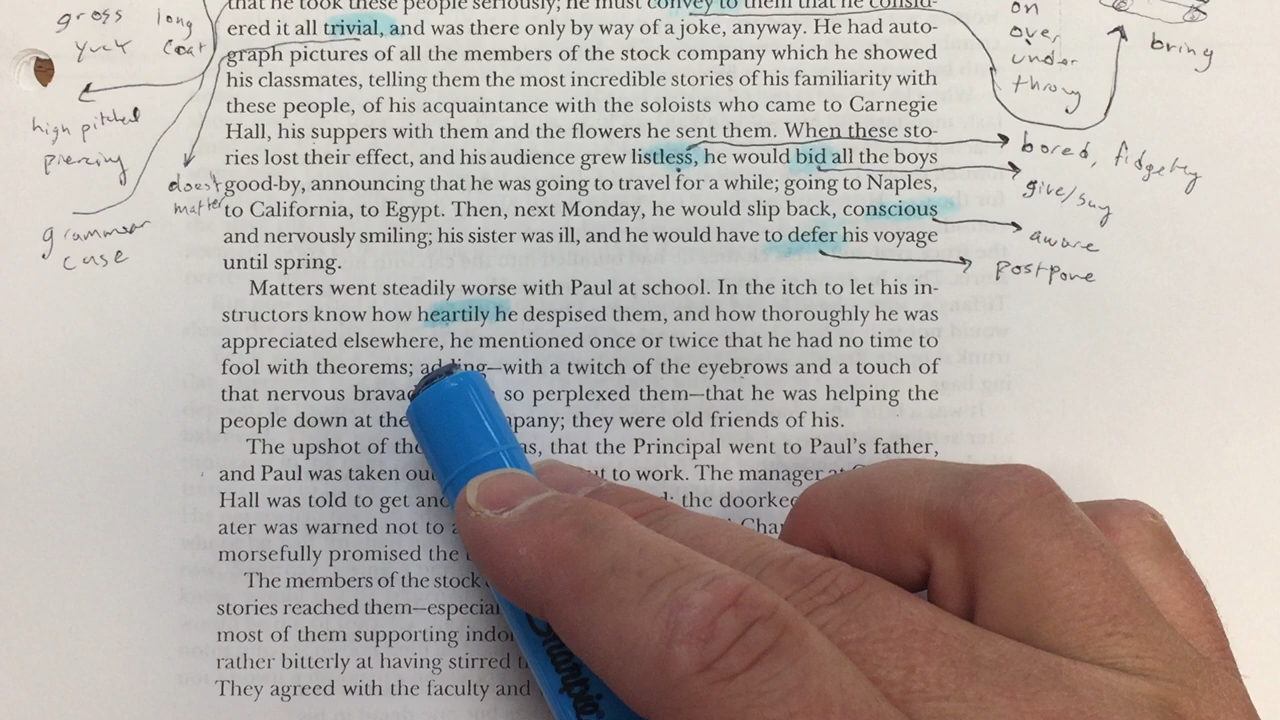 that he took these people seriously; he must convey to them that he consid-
ered it all trivial, and was there only by way of a joke, anyway. He had auto-
graph pictures of all the members of the stock company which he showed
his classmates, telling them the most incredible stories of his familiarity with
these people, of his acquaintance with the soloists who came to Carnegie
Hall, his suppers with them and the flowers he sent them. When these sto-
ries lost their effect, and his audience grew listless, he would bid all the boys
good-by, announcing that he was going to travel for a while; going to Naples,
to California, to Egypt. Then, next Monday, he would slip back, conscious
and nervously smiling; his sister was ill, and he would have to defer his voyage
until spring.
Matters went steadily worse with Paul at school. In the itch to let his in-
structors know how heartily he despised them, and how thoroughly he was
appreciated elsewhere, he mentioned once or twice that he had no time to
fool with theorems; adding—with a twitch of the eyebrows and a touch of
that nervous so perplexed them—that he was helping the
people down at the they were old friends of his.
The upshot of the that the Principal went to Paul's father,
and Paul was taken out to work. The manager at
Hall was told to get the
ater was warned not to
morsefully promised the
The members of the stock
stories reached them—
most of them supporting
rather bitterly at having stirred
They agreed with the faculty and
gross
yuck
long
coat
high pitched
piercing
doesn't
matter
grammar
case
on
over
under
throug
bring
bored, fidgety
give/say
aware
postpone
Sharpie